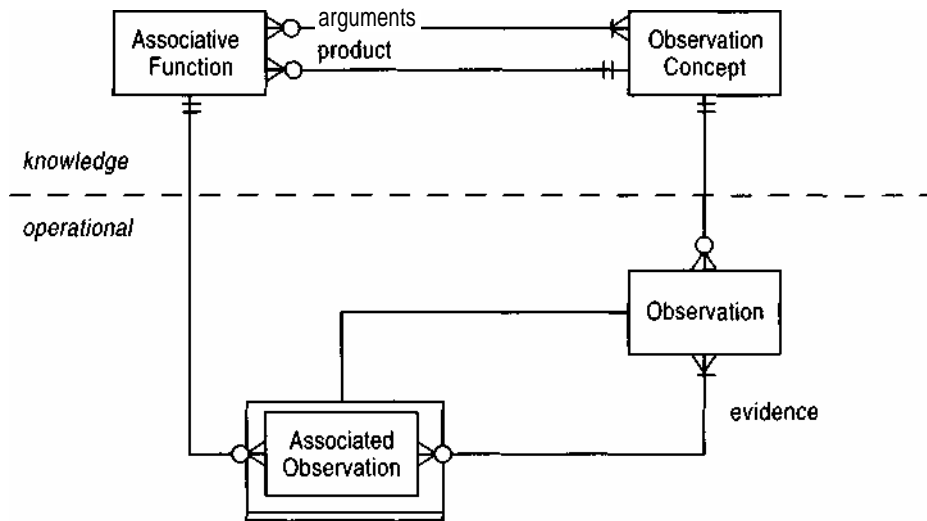 arguments
product
Associative
Function
Observation
Concept
knowledge
operational
Observation
evidence
Associated
Observation